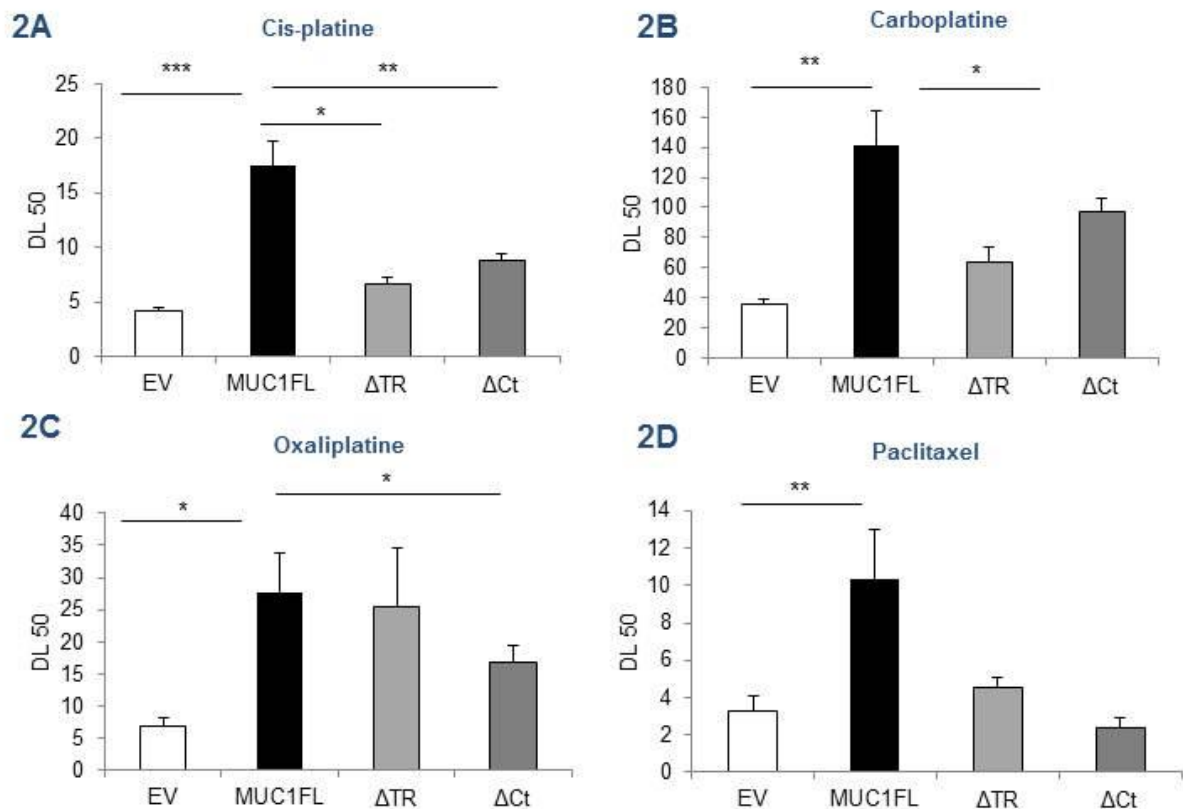 2A
Cis-platine
***
**
*
25
20
15
10
5
0
DL 50
EV MUC1FL ΔTR ΔCt
2B
Carboplatine
**
*
180
160
140
120
100
80
60
40
20
0
DL 50
EV MUC1FL ΔTR ΔCt
2C
Oxaliplatine
*
*
40
35
30
25
20
15
10
5
0
DL 50
EV MUC1FL ΔTR ΔCt
2D
Paclitaxel
**
14
12
10
8
6
4
2
0
DL 50
EV MUC1FL ΔTR ΔCt